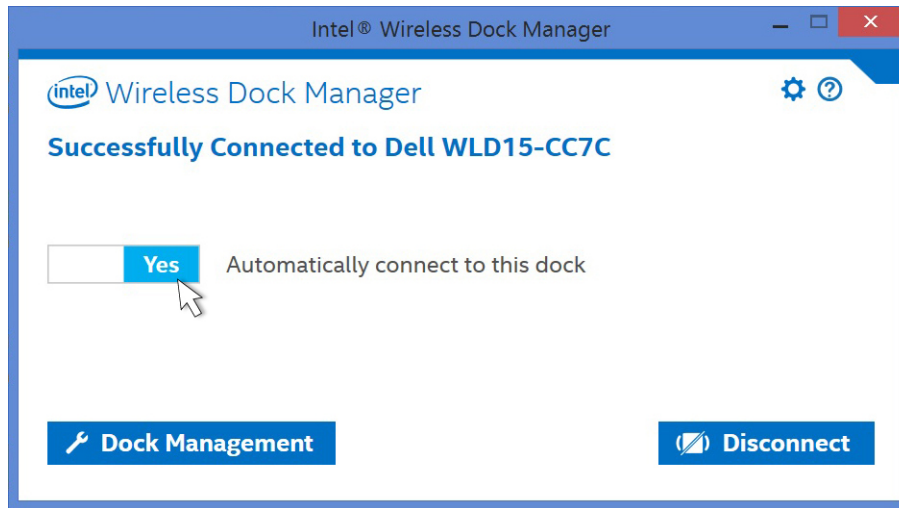 Intel® Wireless Dock Manager
intel Wireless Dock Manager
Successfully Connected to Dell WLD15-CC7C
Yes Automatically connect to this dock
Dock Management Disconnect